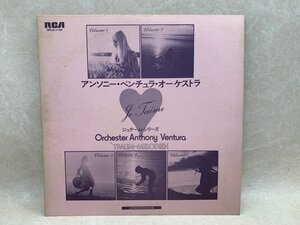 RCA
Volume 1
Volume 2
アンソニー・ベンチュラ・オーケストラ
Je T'aime
ジュテーム・シリーズ
Orchester Anthony Ventura
TRAUM-MELODIEN
Volume 3
Volume 4